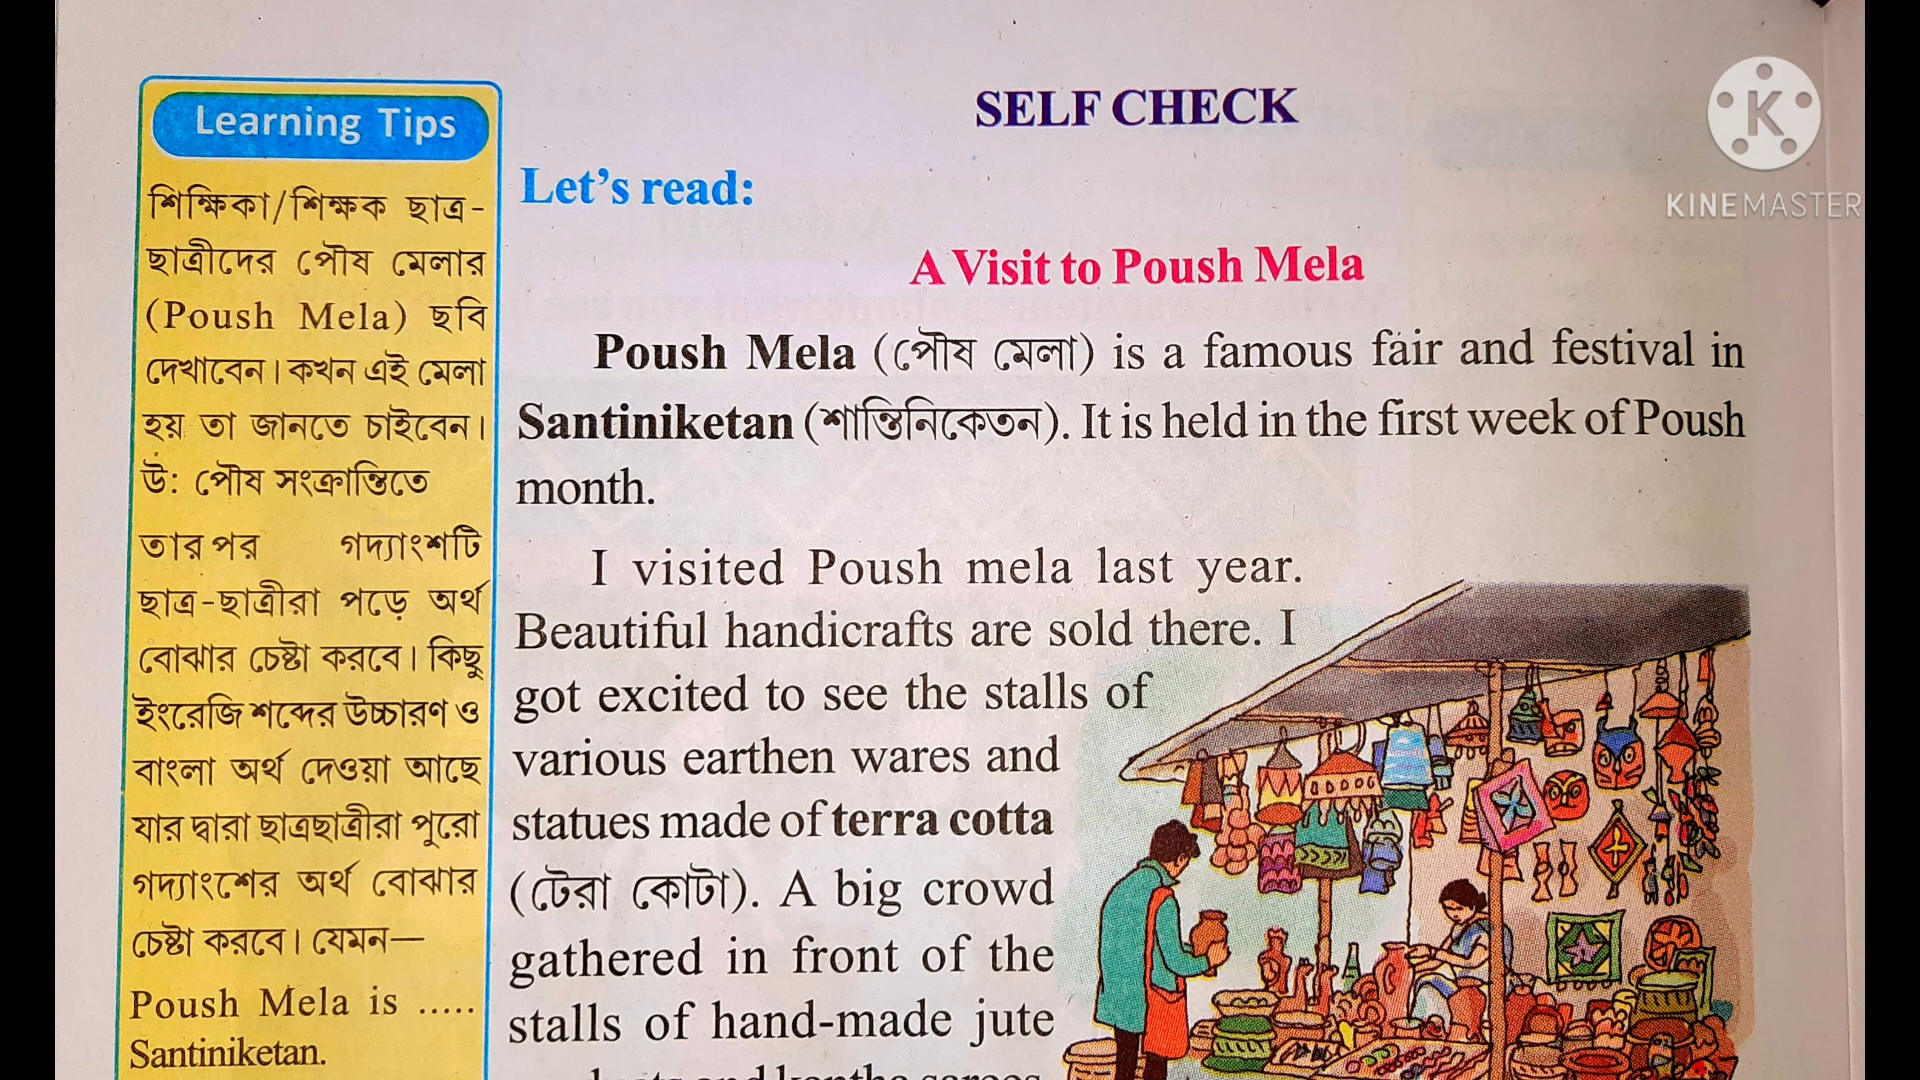 SELF CHECK
Learning Tips
শিক্ষিকা/শিক্ষক ছাত্র-
ছাত্রীদের পৌষ মেলার
(Poush Mela) ছবি
দেখাবেন। কখন এই মেলা
হয় তা জানতে চাইবেন।
উ: পৌষ সংক্রান্তিতে
তার পর গদ্যাংশটি
ছাত্র-ছাত্রীরা পড়ে অর্থ
বোঝার চেষ্টা করবে। কিছু
ইংরেজি শব্দের উচ্চারণ ও
বাংলা অর্থ দেওয়া আছে
যার দ্বারা ছাত্রছাত্রীরা পুরো
গদ্যাংশের অর্থ বোঝার
চেষ্টা করবে। যেমন—
Poush Mela is .....
Santiniketan.
Let's read:
A Visit to Poush Mela
Poush Mela (পৌষ মেলা) is a famous fair and festival in
Santiniketan (শান্তিনিকেতন). It is held in the first week of Poush
month.
I visited Poush mela last year.
Beautiful handicrafts are sold there. I
got excited to see the stalls of
various earthen wares and
statues made of terra cotta
(টেরা কোটা). A big crowd
gathered in front of the
stalls of hand-made jute
and kantha sarees
K
KINEMASTER